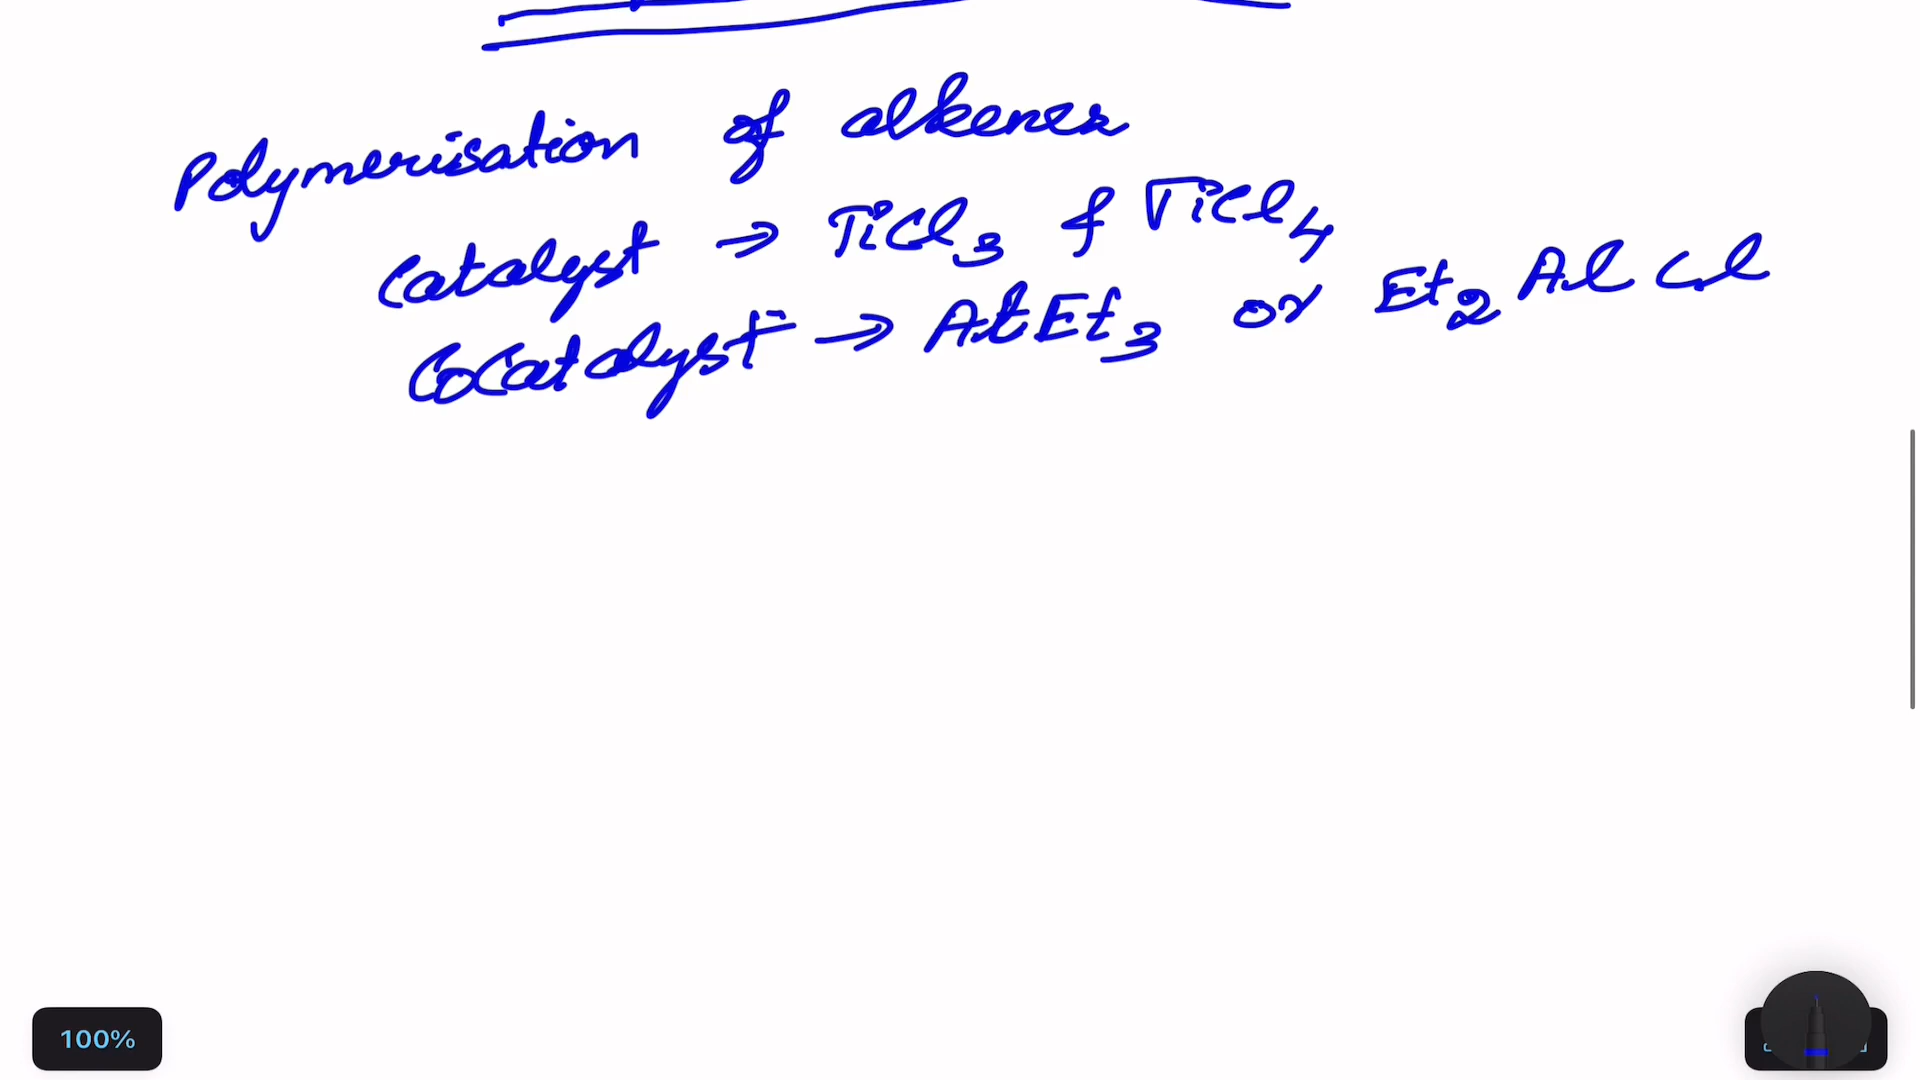 Polymerisation of alkenes
Catalyst → TiCl3 & TiCl4
Cocatalyst → AlEt3 or Et2AlCl
100%